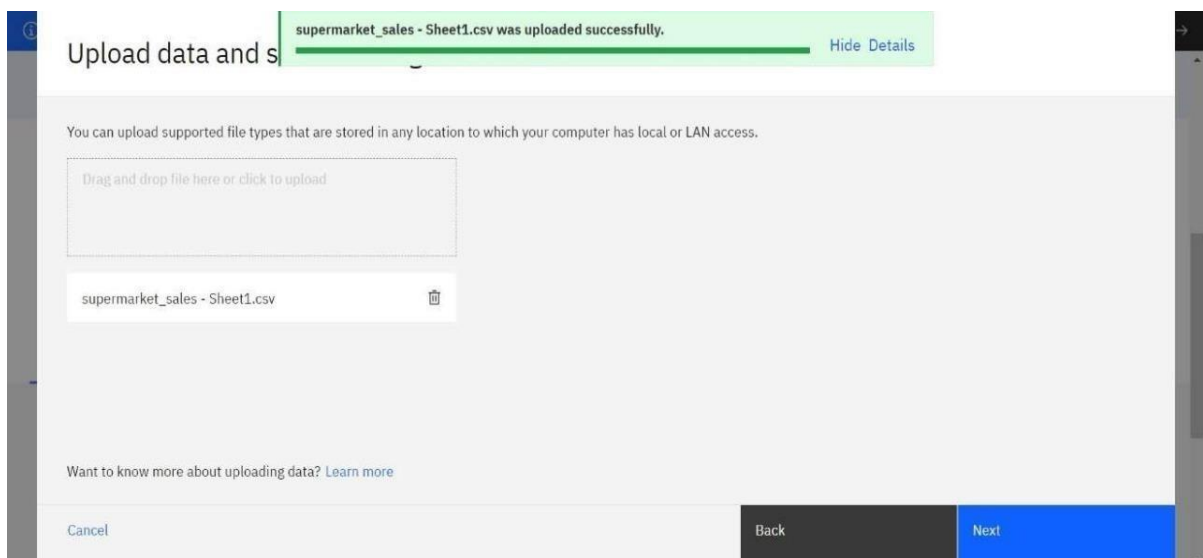 supermarket_sales - Sheet1.csv was uploaded successfully.
Hide Details
Upload data and s
You can upload supported file types that are stored in any location to which your computer has local or LAN access.
Drag and drop file here or click to upload
supermarket_sales - Sheet1.csv
Want to know more about uploading data? Learn more
Cancel
Back
Next